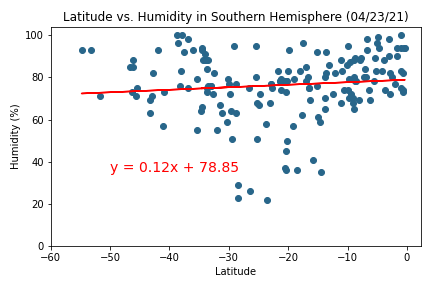 Latitude vs. Humidity in Southern Hemisphere (04/23/21)
100
80
60
40
20
0
Humidity (%)
y = 0.12x + 78.85
−60 −50 −40 −30 −20 −10 0
Latitude